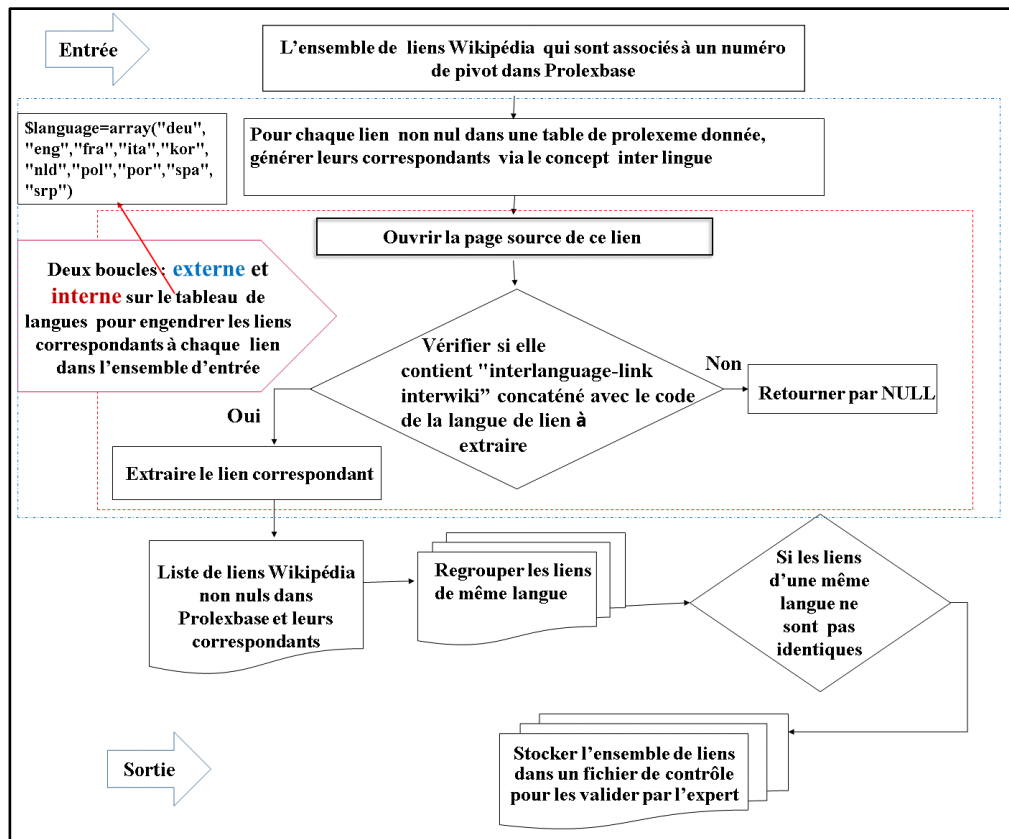 Entrée
L'ensemble de liens Wikipédia qui sont associés à un numéro
de pivot dans Prolexbase
$language=array("deu",
"eng","fra","ita","kor",
"nld","pol","por","spa",
"srp")
Pour chaque lien non nul dans une table de prolexeme donnée,
générer leurs correspondants via le concept inter lingue
Ouvrir la page source de ce lien
Deux boucles : externe et
interne sur le tableau de
langues pour engendrer les liens
correspondants à chaque lien
dans l'ensemble d'entrée
Vérifier si elle
contient "interlanguage-link
interwiki” concaténé avec le code
de la langue de lien à
extraire
Non
Retourner par NULL
Oui
Extraire le lien correspondant
Liste de liens Wikipédia
non nuls dans
Prolexbase et leurs
correspondants
Regrouper les liens
de même langue
Si les liens
d'une même
langue ne
sont pas
identiques
Sortie
Stocker l'ensemble de liens
dans un fichier de contrôle
pour les valider par l'expert